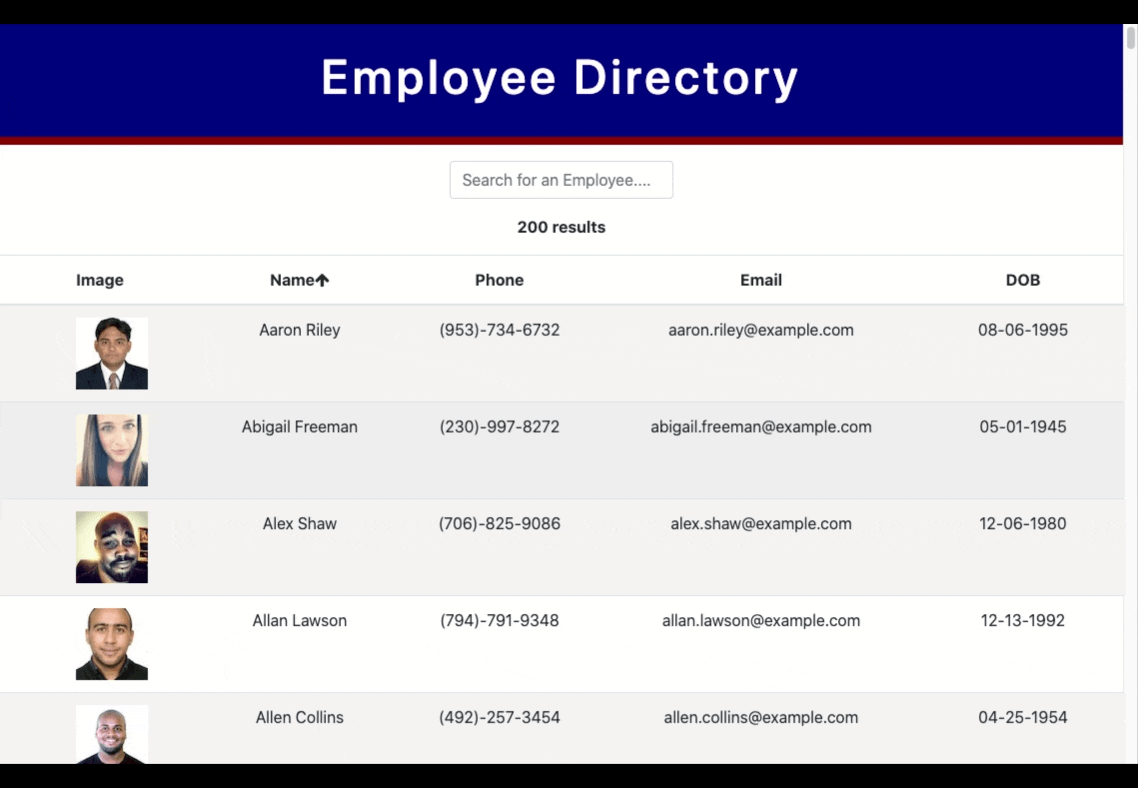 Employee Directory
Search for an Employee....
200 results
Image Name Phone Email DOB
Aaron Riley (953)-734-6732 aaron.riley@example.com 08-06-1995
Abigail Freeman (230)-997-8272 abigail.freeman@example.com 05-01-1945
Alex Shaw (706)-825-9086 alex.shaw@example.com 12-06-1980
Allan Lawson (794)-791-9348 allan.lawson@example.com 12-13-1992
Allen Collins (492)-257-3454 allen.collins@example.com 04-25-1954